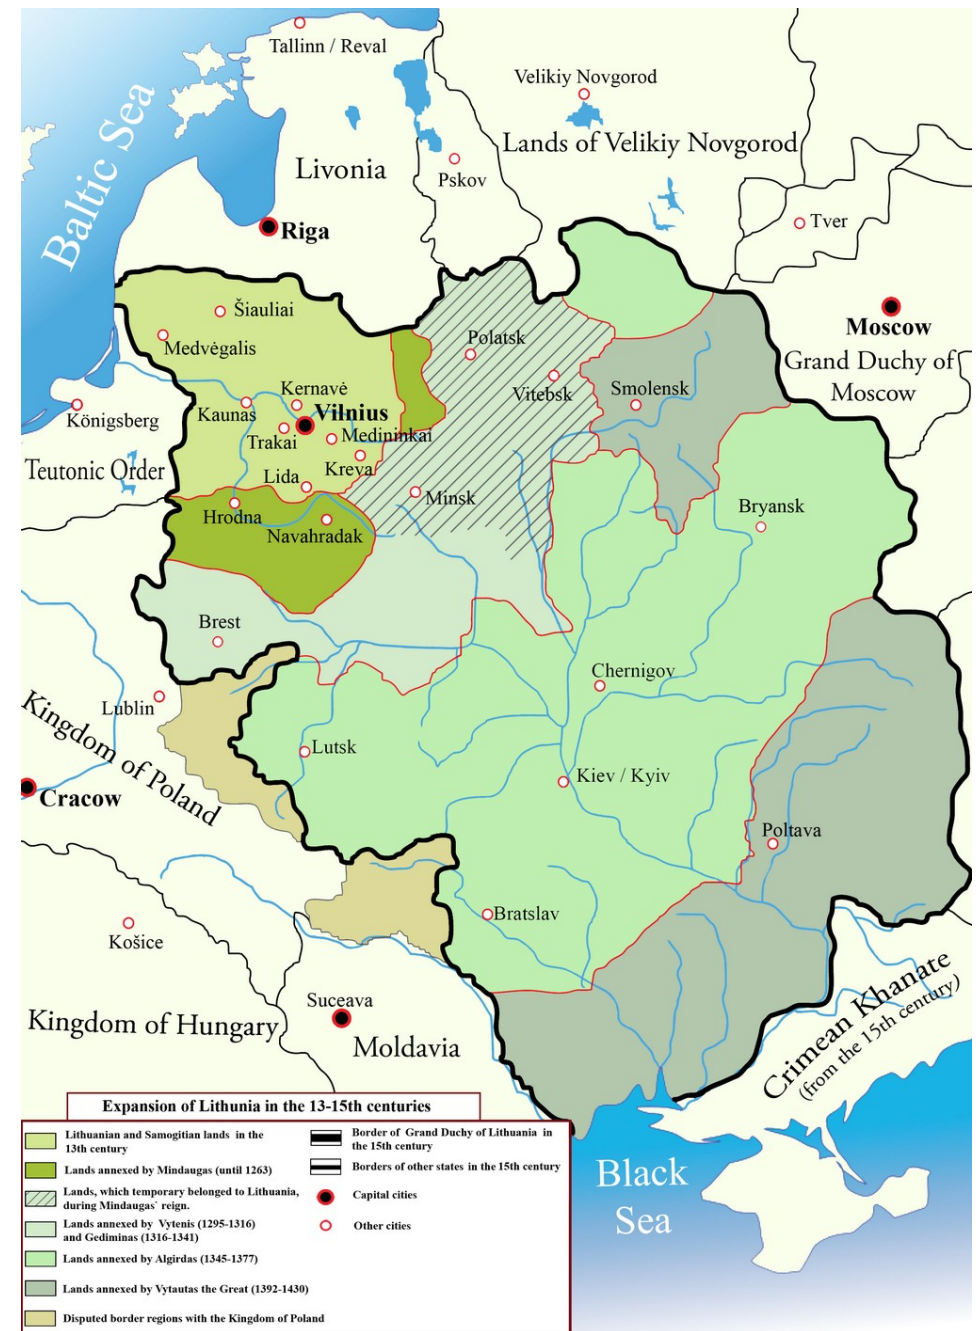 Tallinn / Reval
Velikiy Novgorod
Baltic Sea
Lands of Velikiy Novgorod
Livonia
Pskov
Tver
Riga
Šiauliai
Moscow
Medvėgalis
Polatsk
Grand Duchy of
Moscow
Kernavė
Vitebsk
Smolensk
Königsberg
Kaunas
Vilnius
Trakai
Medininkai
Teutonic Order
Lida
Kreva
Minsk
Hrodna
Bryansk
Navahradak
Brest
Chernigov
Lublin
Kingdom of Poland
Lutsk
Kiev / Kyiv
Cracow
Poltava
Bratslav
Košice
Crimean Khanate
(from the 15th century)
Suceava
Kingdom of Hungary
Moldavia
Black
Sea
Expansion of Lithunia in the 13-15th centuries
Lithuanian and Samogitian lands in the
13th century
Lands annexed by Mindaugas (until 1263)
Lands, which temporary belonged to Lithuania,
during Mindaugas` reign.
Lands annexed by Vytenis (1295-1316)
and Gediminas (1316-1341)
Lands annexed by Algirdas (1345-1377)
Lands annexed by Vytautas the Great (1392-1430)
Disputed border regions with the Kingdom of Poland
Border of Grand Duchy of Lithuania in
the 15th century
Borders of other states in the 15th century
Capital cities
Other cities